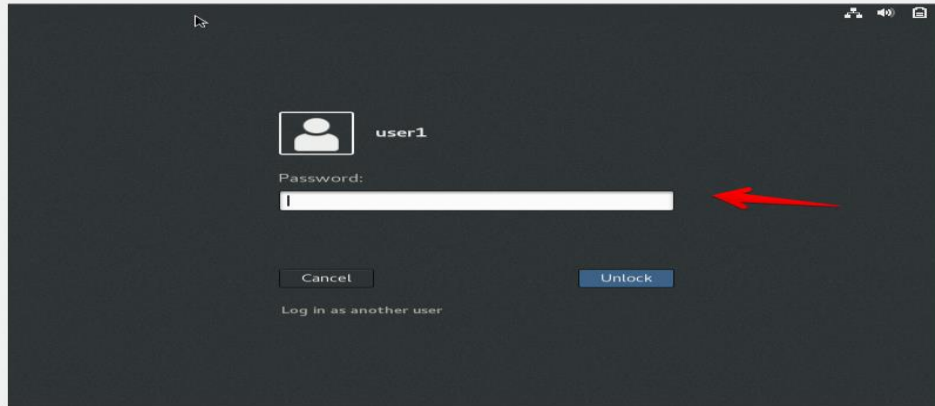 user1
Password:
Cancel
Unlock
Log in as another user